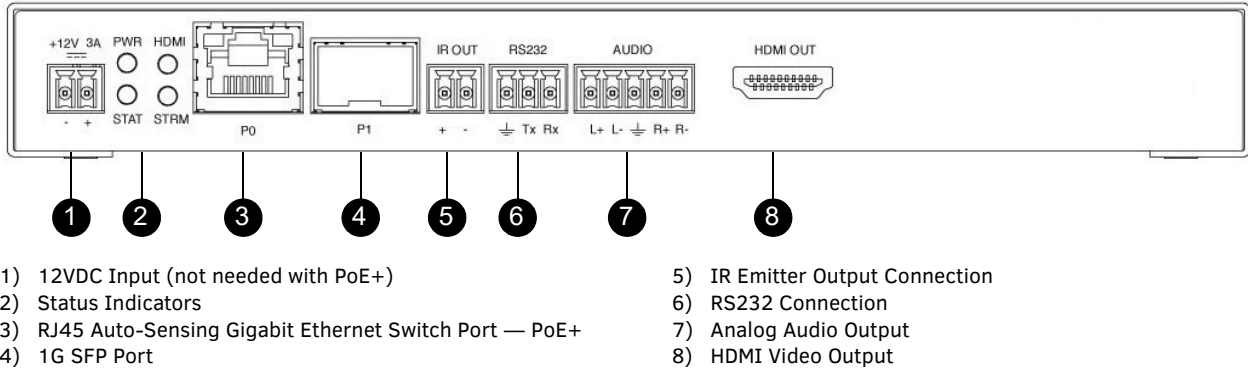 +12V 3A PWR HDMI IR OUT RS232 AUDIO HDMI OUT
- + STAT STRM P0 P1 + - Tx Rx L+ L- R+ R-
1 2 3 4 5 6 7 8
1) 12VDC Input (not needed with PoE+)
2) Status Indicators
3) RJ45 Auto-Sensing Gigabit Ethernet Switch Port — PoE+
4) 1G SFP Port
5) IR Emitter Output Connection
6) RS232 Connection
7) Analog Audio Output
8) HDMI Video Output